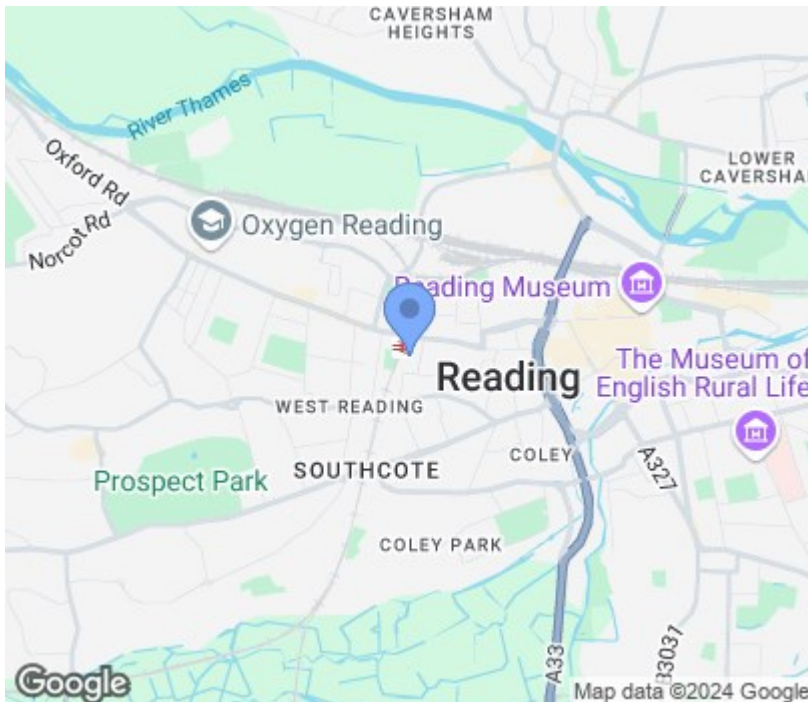 CAVERSHAM
HEIGHTS
River Thames
Oxford Rd
LOWER
CAVERSHAM
Norcot Rd
Oxygen Reading
Reading Museum
The Museum of
English Rural Life
Reading
WEST READING
COLEY
A327
SOUTHCOTE
Prospect Park
COLEY PARK
A33
B3031
Google
Map data ©2024 Google